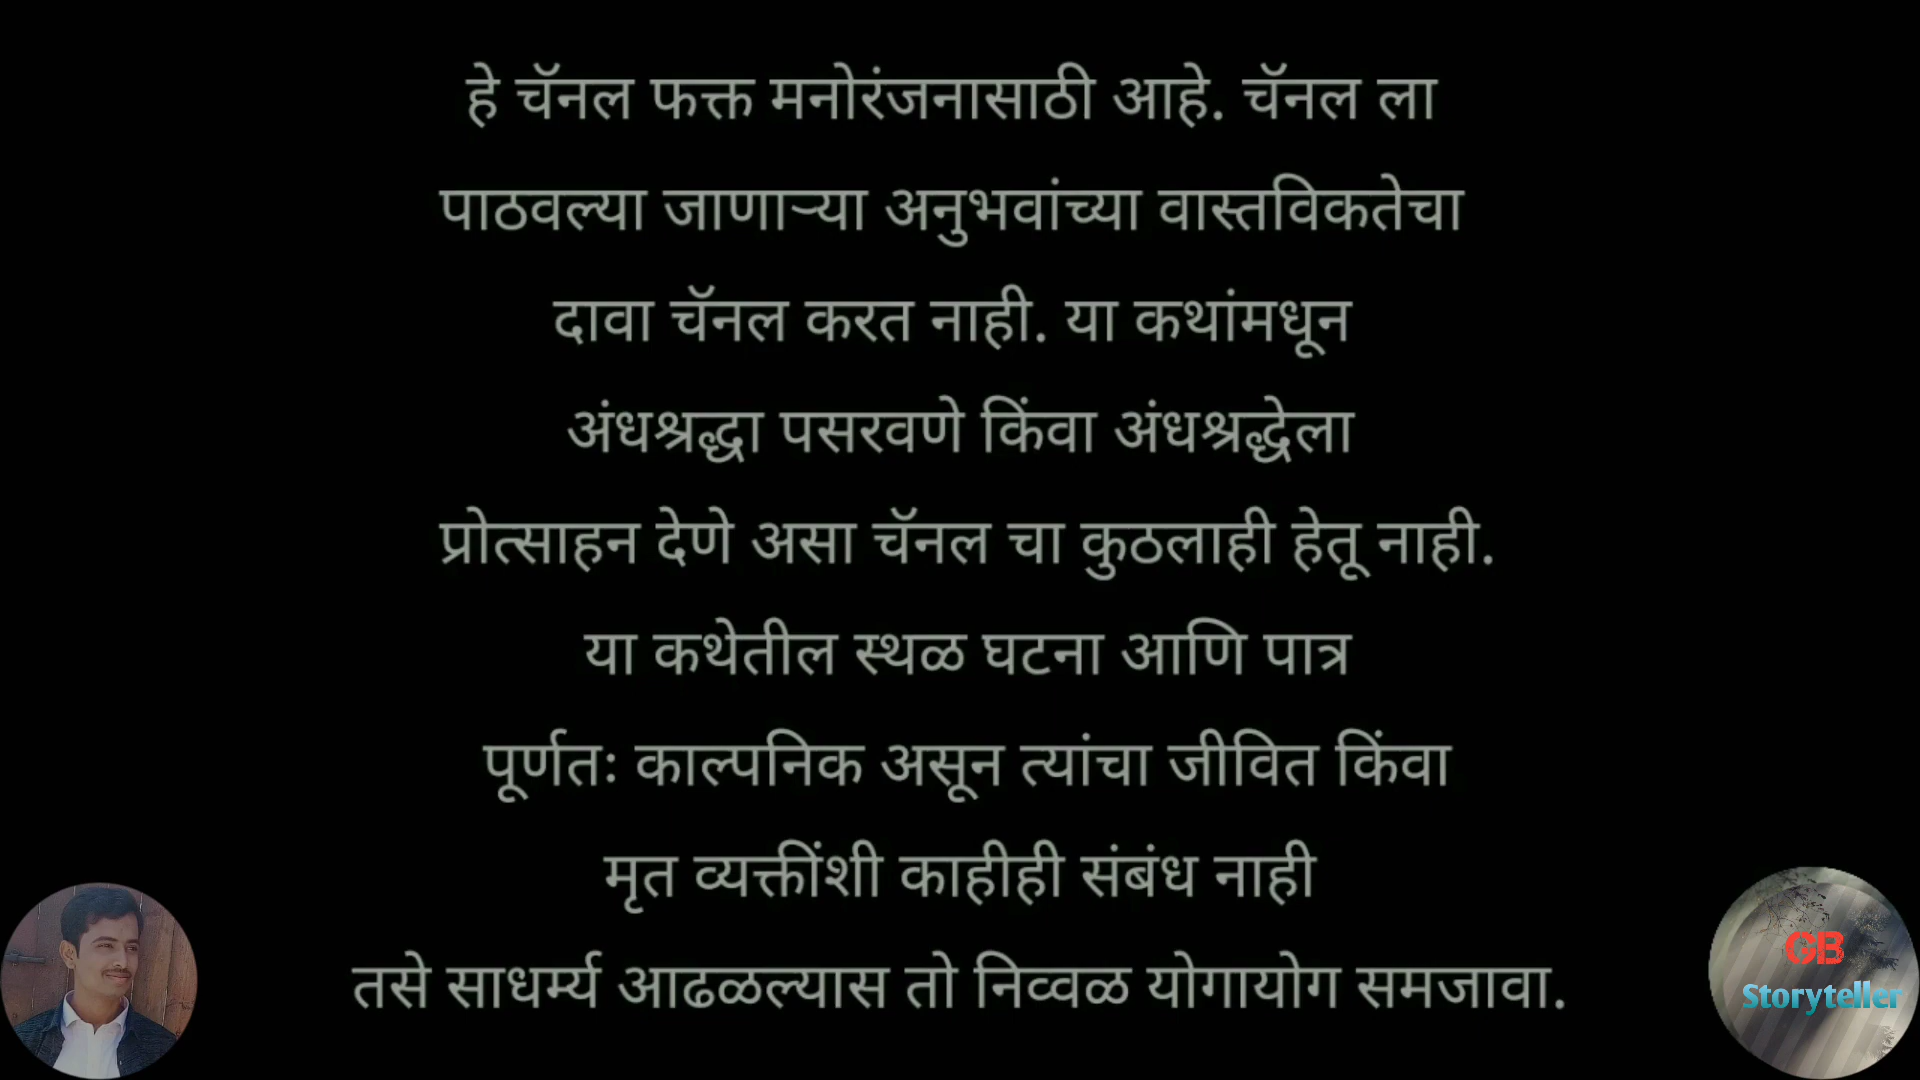 हे चॅनल फक्त मनोरंजनासाठी आहे. चॅनल ला
पाठवल्या जाणाऱ्या अनुभवांच्या वास्तविकतेचा
दावा चॅनल करत नाही. या कथांमधून
अंधश्रद्धा पसरवणे किंवा अंधश्रद्धेला
प्रोत्साहन देणे असा चॅनल चा कुठलाही हेतू नाही.
या कथेतील स्थळ घटना आणि पात्र
पूर्णतः काल्पनिक असून त्यांचा जीवित किंवा
मृत व्यक्तींशी काहीही संबंध नाही
तसे साधर्म्य आढळल्यास तो निव्वळ योगायोग समजावा.
GB
Storyteller